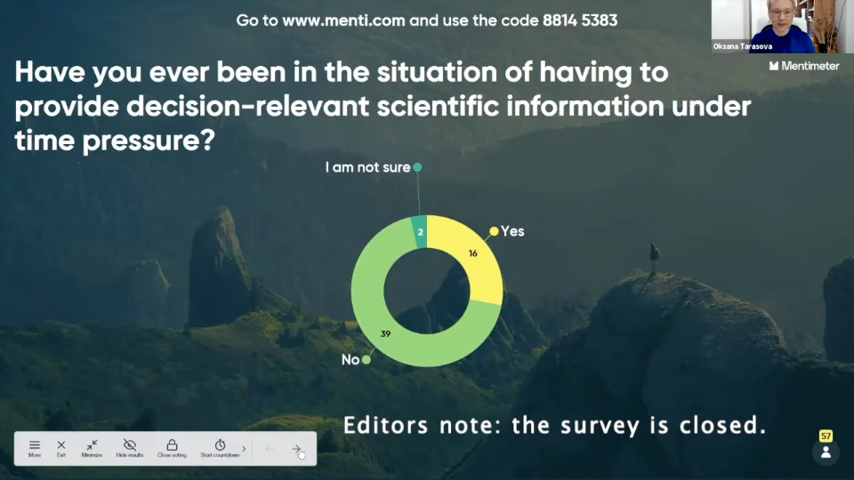 Go to www.menti.com and use the code 8814 5383
Oksana Tarasova
Mentimeter
Have you ever been in the situation of having to
provide decision-relevant scientific information under
time pressure?
I am not sure
2
Yes
16
39
No
Editors note: the survey is closed.
More
Exit
Minimize
Hide results
Close voting
Start countdown
57